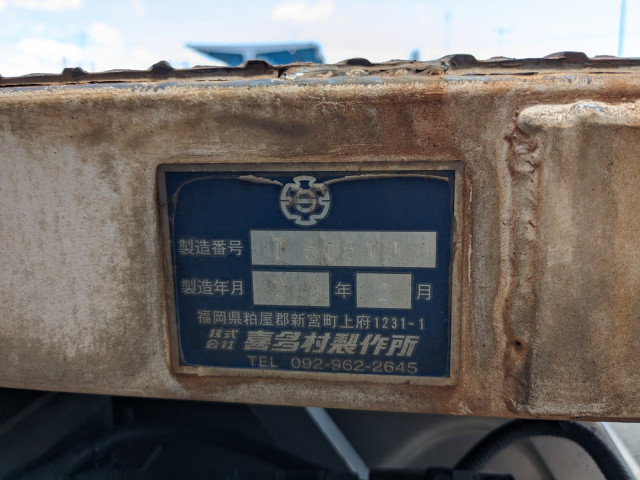 製造番号
製造年月 年 月
福岡県粕屋郡新宮町上府1231-1
株式会社 喜多村製作所
TEL 092-962-2645